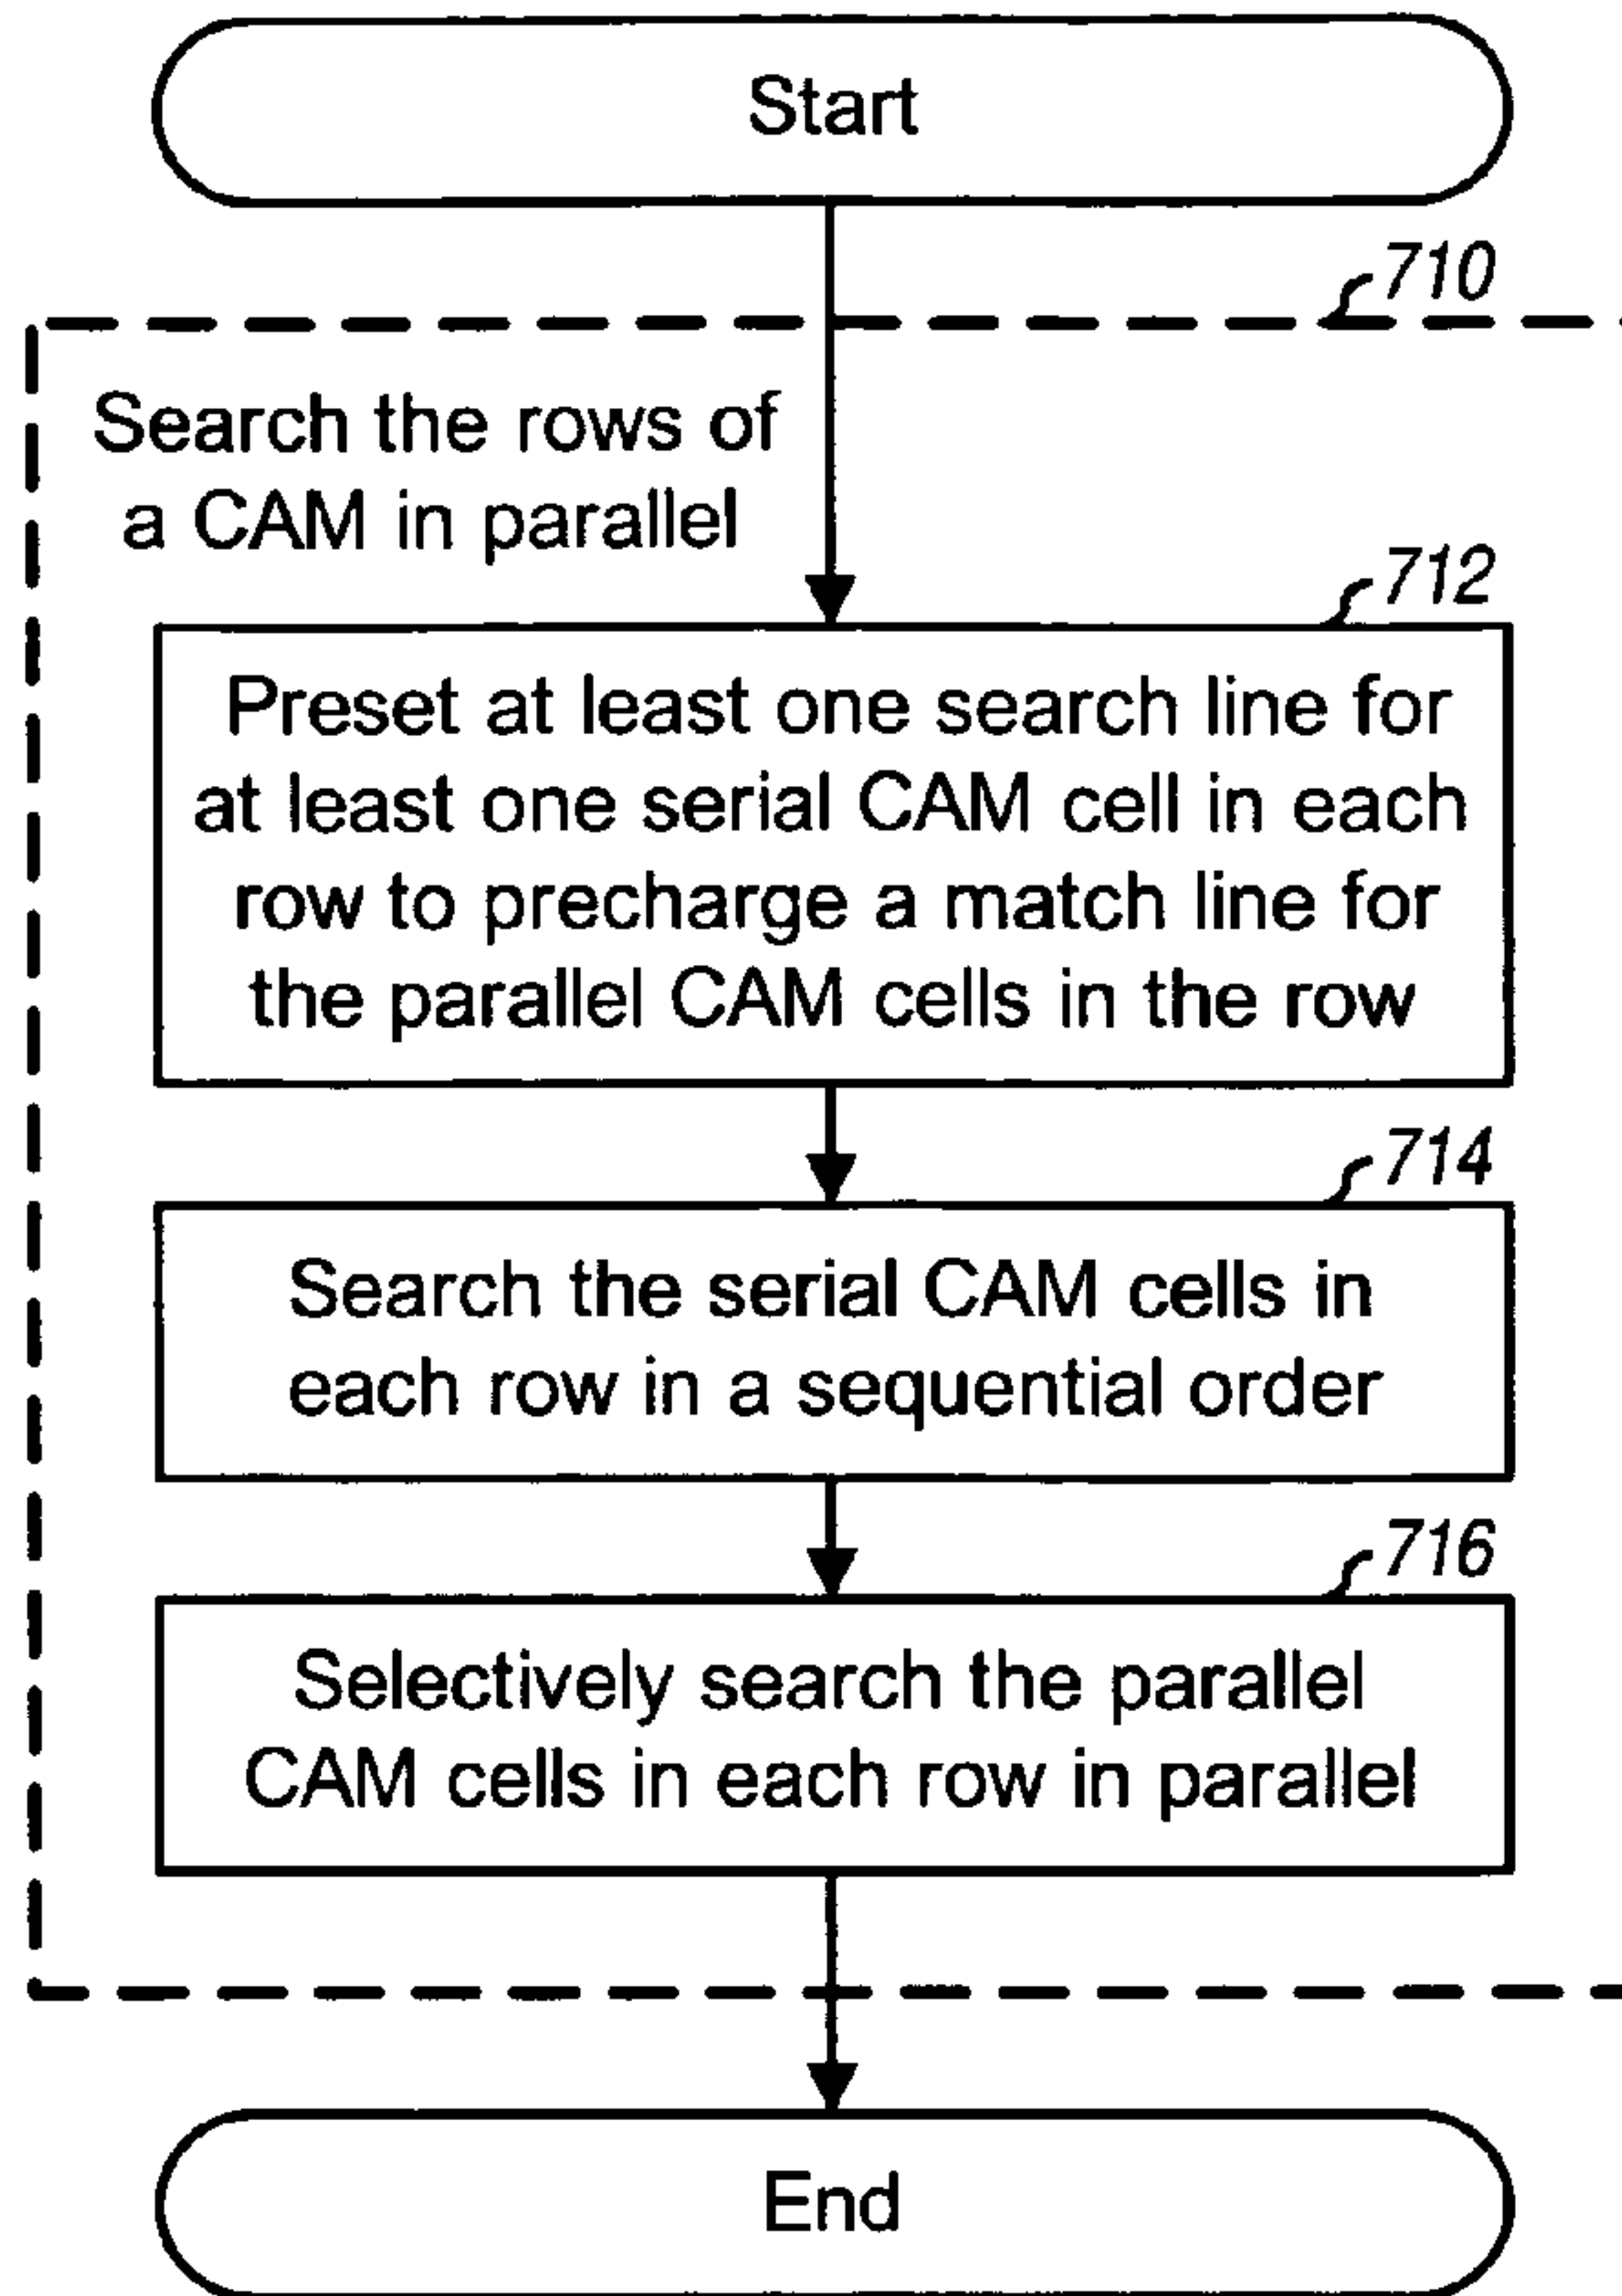 Start
710
Search the rows of
a CAM in parallel
712
Preset at least one search line for
at least one serial CAM cell in each
row to precharge a match line for
the parallel CAM cells in the row
714
Search the serial CAM cells in
each row in a sequential order
716
Selectively search the parallel
CAM cells in each row in parallel
End